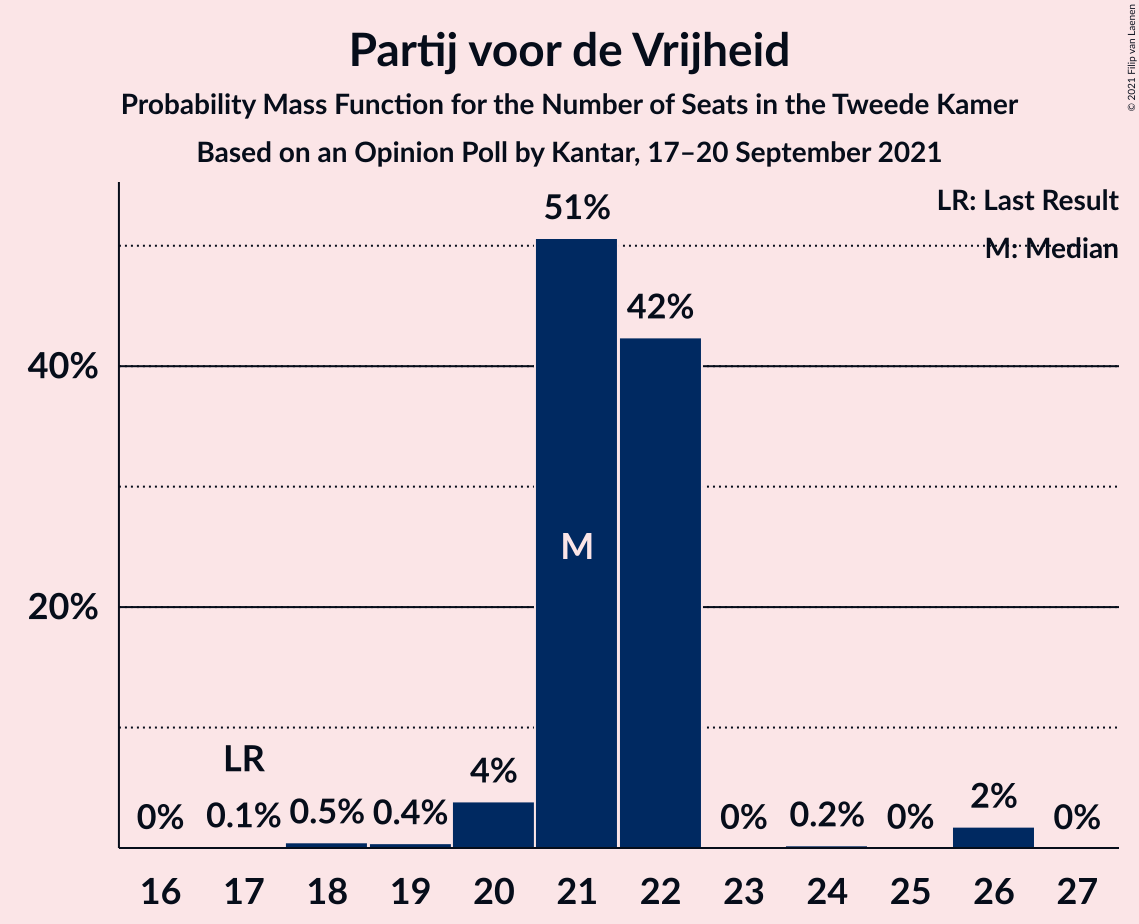 Partij voor de Vrijheid
Probability Mass Function for the Number of Seats in the Tweede Kamer
Based on an Opinion Poll by Kantar, 17–20 September 2021
© 2021 Filip van Laenen
LR: Last Result
M: Median
51%
42%
40%
20%
M
LR
0%
0.1%
0.5%
0.4%
4%
0%
0.2%
0%
2%
0%
16 17 18 19 20 21 22 23 24 25 26 27